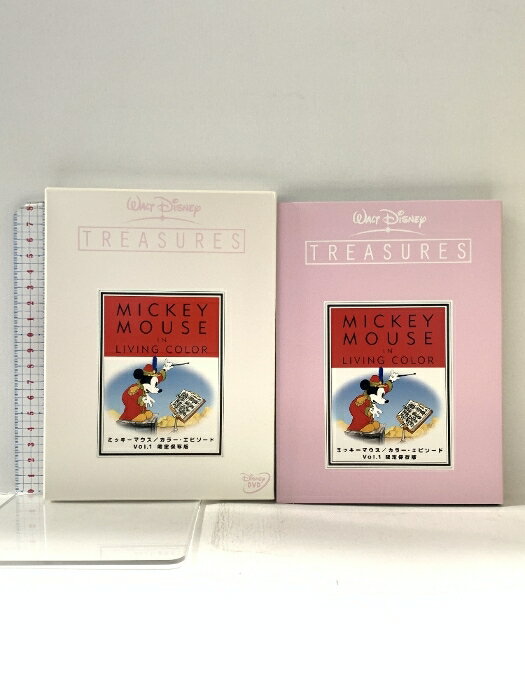 WALT DISNEY
TREASURES
MICKEY
MOUSE
IN
LIVING COLOR
ミッキーマウス/カラー・エピソード
Vol.1 限定保存版
Disney
DVD
WALT DISNEY
TREASURES
MICKEY
MOUSE
IN
LIVING COLOR
ミッキーマウス/カラー・エピソード
Vol.1 限定保存版